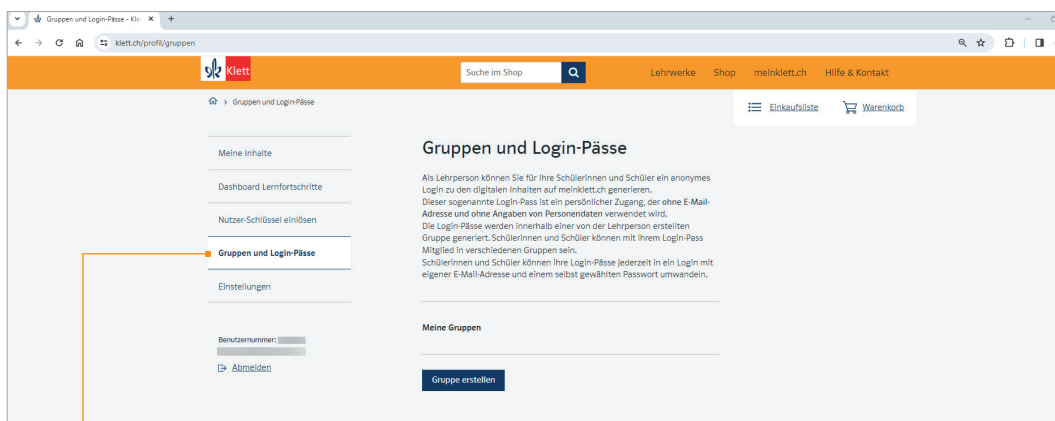 Gruppen und Login-Pässe - Kle
klett.ch/profil/gruppen
Klett
Suche im Shop
Lehrwerke Shop meinklett.ch Hilfe & Kontakt
> Gruppen und Login-Pässe
Einkaufsliste Warenkorb
Meine Inhalte
Dashboard Lernfortschritte
Nutzer-Schlüssel einlösen
Gruppen und Login-Pässe
Einstellungen
Benutzernummer:
Abmelden
Gruppen und Login-Pässe
Als Lehrperson können Sie für Ihre Schülerinnen und Schüler ein anonymes
Login zu den digitalen Inhalten auf meinklett.ch generieren.
Dieser sogenannte Login-Pass ist ein persönlicher Zugang, der ohne E-Mail-
Adresse und ohne Angaben von Personendaten verwendet wird.
Die Login-Pässe werden innerhalb einer von der Lehrperson erstellten
Gruppe generiert. Schülerinnen und Schüler können mit ihrem Login-Pass
Mitglied in verschiedenen Gruppen sein.
Schülerinnen und Schüler können ihre Login-Pässe jederzeit in ein Login mit
eigener E-Mail-Adresse und einem selbst gewählten Passwort umwandeln.
Meine Gruppen
Gruppe erstellen